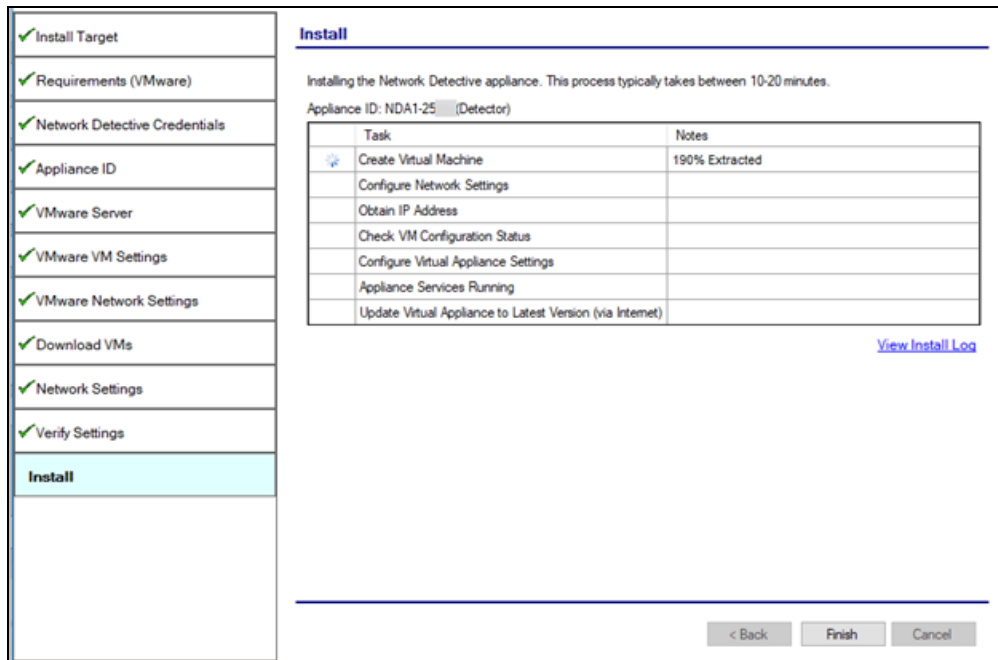 Install Target
Requirements (VMware)
Network Detective Credentials
Appliance ID
VMware Server
VMware VM Settings
VMware Network Settings
Download VMs
Network Settings
Verify Settings
Install
Install
Installing the Network Detective appliance. This process typically takes between 10-20 minutes.
Appliance ID: NDA1-25 (Detector)
Task Notes
Create Virtual Machine 190% Extracted
Configure Network Settings
Obtain IP Address
Check VM Configuration Status
Configure Virtual Appliance Settings
Appliance Services Running
Update Virtual Appliance to Latest Version (via Internet)
View Install Log
< Back Finish Cancel